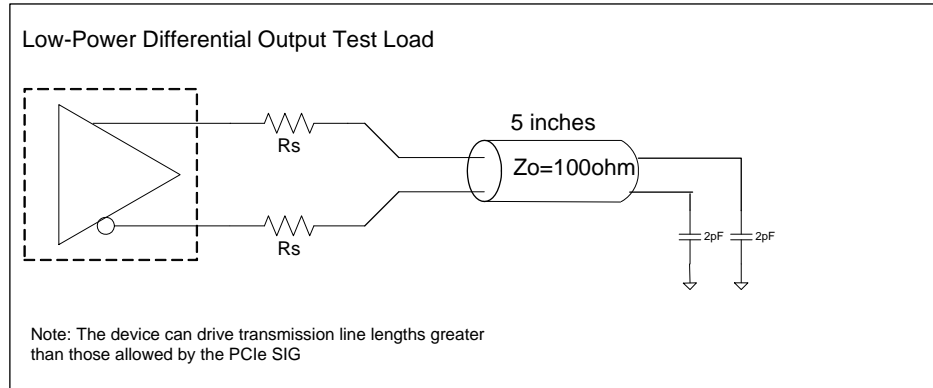 Low-Power Differential Output Test Load
Rs
5 inches
Zo=100ohm
2pF 2pF
Rs
Note: The device can drive transmission line lengths greater
than those allowed by the PCIe SIG